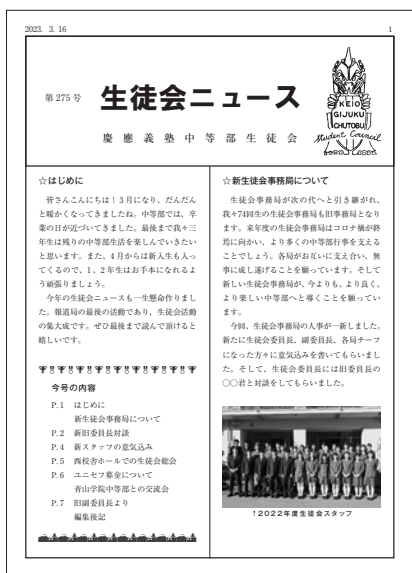 2023. 3. 16
1
第 275 号
生徒会ニュース
慶應義塾中等部生徒会
KEIO
GIJUKU
CHUTOBU
Student Council
☆はじめに
　皆さんこんにちは！3月になり、だんだん
と暖かくなってきましたね。中等部では、卒
業の日が近づいてきました。最後まで我々三
年生は残りの中等部生活を楽しんでいきたい
と思います。また、4月からは新入生も入っ
てくるので、1、2年生はお手本になれるよ
う頑張りましょう。
　今年の生徒会ニュースも一生懸命作りまし
た。報道局の最後の活動であり、生徒会活動
の集大成です。ぜひ最後まで読んで頂けると
嬉しいです。
今号の内容
P. 1　はじめに
新生徒会事務局について
P. 2　新旧委員長対談
P. 4　新スタッフの意気込み
P. 5　西校舎ホールでの生徒会総会
P. 6　ユニセフ募金について
青山学院中等部との交流会
P. 7　旧副委員長より
編集後記
☆新生徒会事務局について
　生徒会事務局が次の代へと引き継がれ、
我々74回生の生徒会事務局も旧事務局となり
ます。来年度の生徒会事務局はコロナ禍が終
焉に向かい、より多くの中等部行事を支える
ことでしょう。各局がお互いに支え合い、無
事に成し遂げることを願っています。そして
新しい生徒会事務局が、今よりも、より良く、
より楽しい中等部へと導くことを願ってい
ます。
　今回、生徒会事務局の人事が一新しました。
新たに生徒会委員長、副委員長、各局チーフ
になった方々に意気込みを書いてもらいまし
た。そして、生徒会委員長には旧委員長の
〇〇君と対談をしてもらいました。
↑2022年度生徒会スタッフ